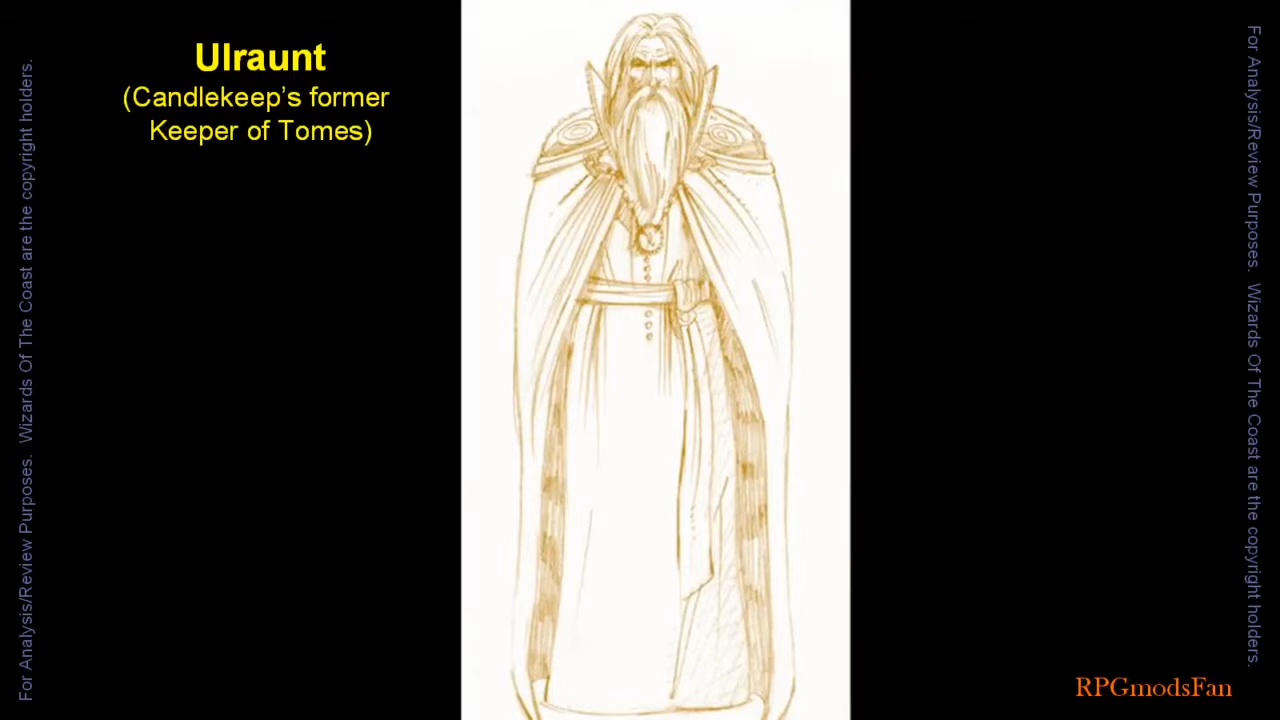 Ulraunt
(Candlekeep's former
Keeper of Tomes)
For Analysis/Review Purposes.  Wizards Of The Coast are the copyright holders.
For Analysis/Review Purposes.  Wizards Of The Coast are the copyright holders.
RPGmodsFan